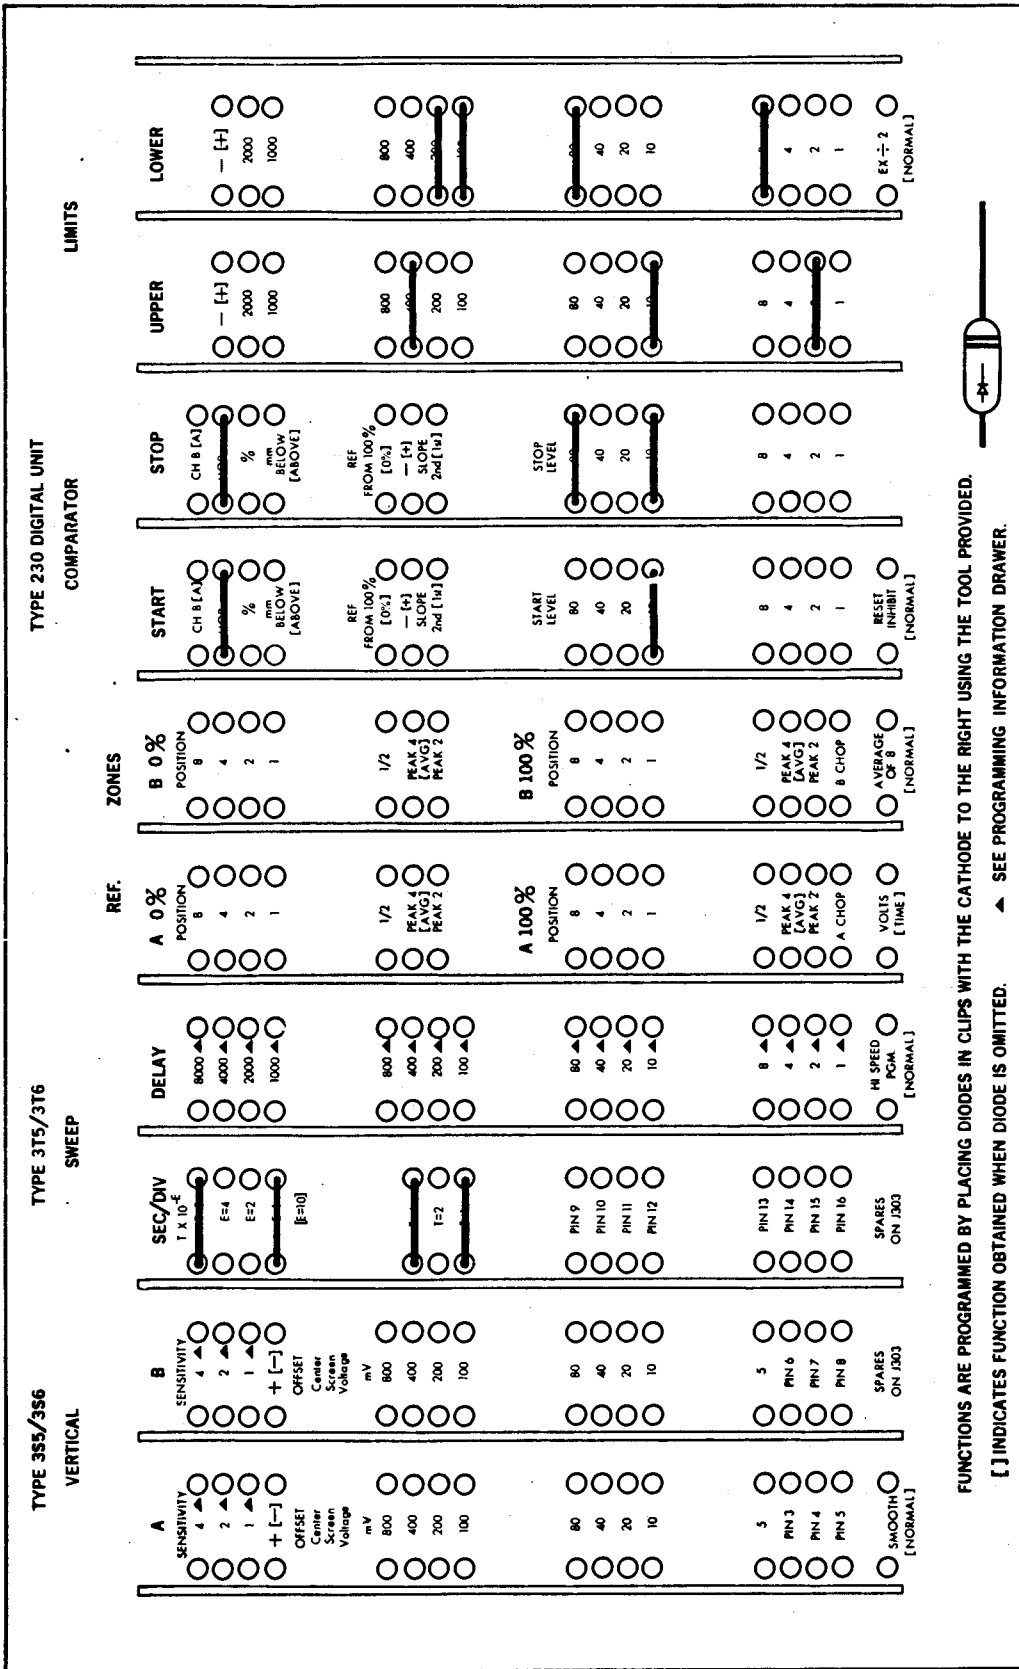 TYPE 3S5/3S6
VERTICAL
A
SENSITIVITY
4 ▲
2 ▲
1 ▲
+ [−]
OFFSET
Center
Screen
Voltage
mV
800
400
200
100
80
40
20
10
5
PIN 3
PIN 4
PIN 5
SMOOTH
[NORMAL]
B
SENSITIVITY
4 ▲
2 ▲
1 ▲
+ [−]
OFFSET
Center
Screen
Voltage
mV
800
400
200
100
80
40
20
10
5
PIN 6
PIN 7
PIN 8
SPARES
ON J303
TYPE 3T5/3T6
SWEEP
SEC/DIV
T X 10-E
E=4
E=2
[E=10]
T=2
PIN 9
PIN 10
PIN 11
PIN 12
PIN 13
PIN 14
PIN 15
PIN 16
SPARES
ON J303
DELAY
8000 ▲
4000 ▲
2000 ▲
1000 ▲
800 ▲
400 ▲
200 ▲
100 ▲
80 ▲
40 ▲
20 ▲
10 ▲
8 ▲
4 ▲
2 ▲
1 ▲
HI SPEED
PGM.
[NORMAL]
TYPE 230 DIGITAL UNIT
REF. ZONES
A 0%
POSITION
8
4
2
1
1/2
PEAK 4
[AVG]
PEAK 2
A 100%
POSITION
8
4
2
1
1/2
PEAK 4
[AVG]
PEAK 2
A CHOP
VOLTS
[TIME]
B 0%
POSITION
8
4
2
1
1/2
PEAK 4
[AVG]
PEAK 2
B 100%
POSITION
8
4
2
1
1/2
PEAK 4
[AVG]
PEAK 2
B CHOP
AVERAGE
OF 8
[NORMAL]
COMPARATOR
START
CH B [A]
%
mm
BELOW
[ABOVE]
REF
FROM 100%
[0%]
− [+]
SLOPE
2nd [1st]
START
LEVEL
80
40
20
8
4
2
1
RESET
INHIBIT
[NORMAL]
STOP
CH B [A]
%
mm
BELOW
[ABOVE]
REF
FROM 100%
[0%]
− [+]
SLOPE
2nd [1st]
STOP
LEVEL
40
20
8
4
2
1
LIMITS
UPPER
− [+]
2000
1000
800
200
100
80
40
20
8
4
1
LOWER
− [+]
2000
1000
800
400
40
20
10
4
2
1
EX ÷ 2
[NORMAL]
FUNCTIONS ARE PROGRAMMED BY PLACING DIODES IN CLIPS WITH THE CATHODE TO THE RIGHT USING THE TOOL PROVIDED.
[ ] INDICATES FUNCTION OBTAINED WHEN DIODE IS OMITTED. ▲ SEE PROGRAMMING INFORMATION DRAWER.